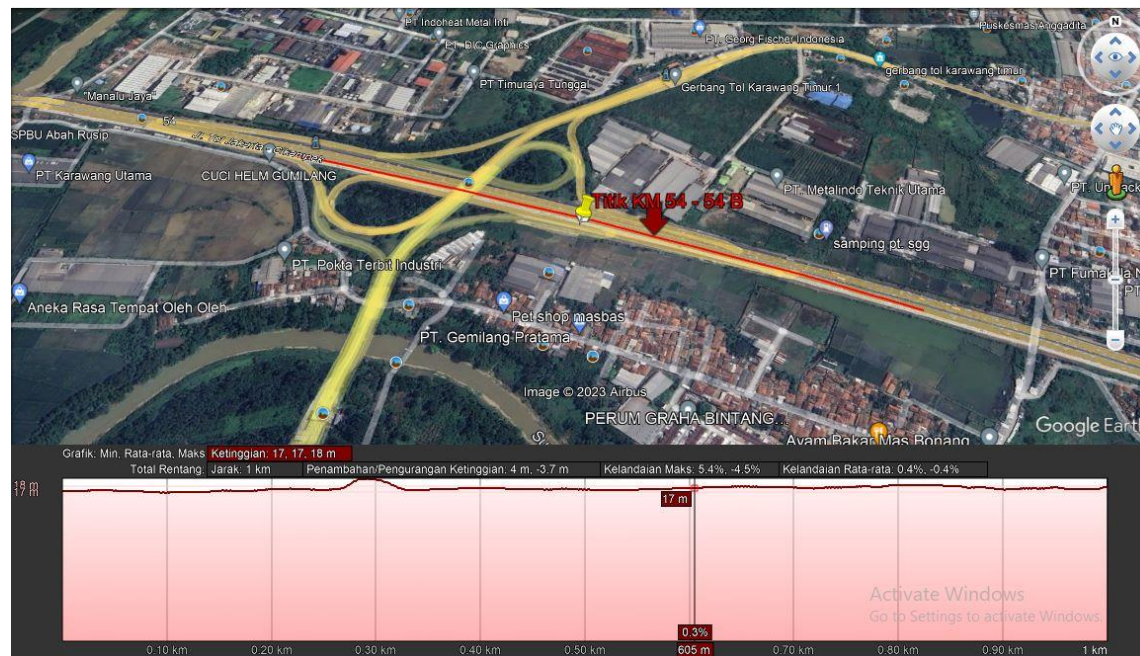 PT Indoheat Metal Inti
Puskesmas Anggadita
N
PT. DIC Graphics
PT. Georg Fischer Indonesia
gerbang tol karawang timur
PT Timuraya Tunggal
Gerbang Tol Karawang Timur 1
"Manalu Jaya"
54
SPBU Abah Rusip
Jl. Tol Jakarta-Cikampek
PT Karawang Utama
CUCI HELM GUMILANG
PT. Metalindo Teknik Utama
Titik KM 54 - 54 B
samping pt. sgg
PT. Pokta Terbit Industri
Aneka Rasa Tempat Oleh Oleh
Pet shop masbas
PT. Gemilang Pratama
Image © 2023 Airbus
PERUM GRAHA BINTANG...
Google Earth
Ayam Bakar Mas Bopang
Grafik: Min, Rata-rata, Maks Ketinggian: 17, 17, 18 m
Total Rentang: Jarak: 1 km Penambahan/Pengurangan Ketinggian: 4 m, -3.7 m Kelandaian Maks: 5.4%, -4.5% Kelandaian Rata-rata: 0.4%, -0.4%
18 m
17 m
17 m
Activate Windows
Go to Settings to activate Windows.
0.3%
0.10 km 0.20 km 0.30 km 0.40 km 0.50 km 605 m 0.70 km 0.80 km 0.90 km 1 km